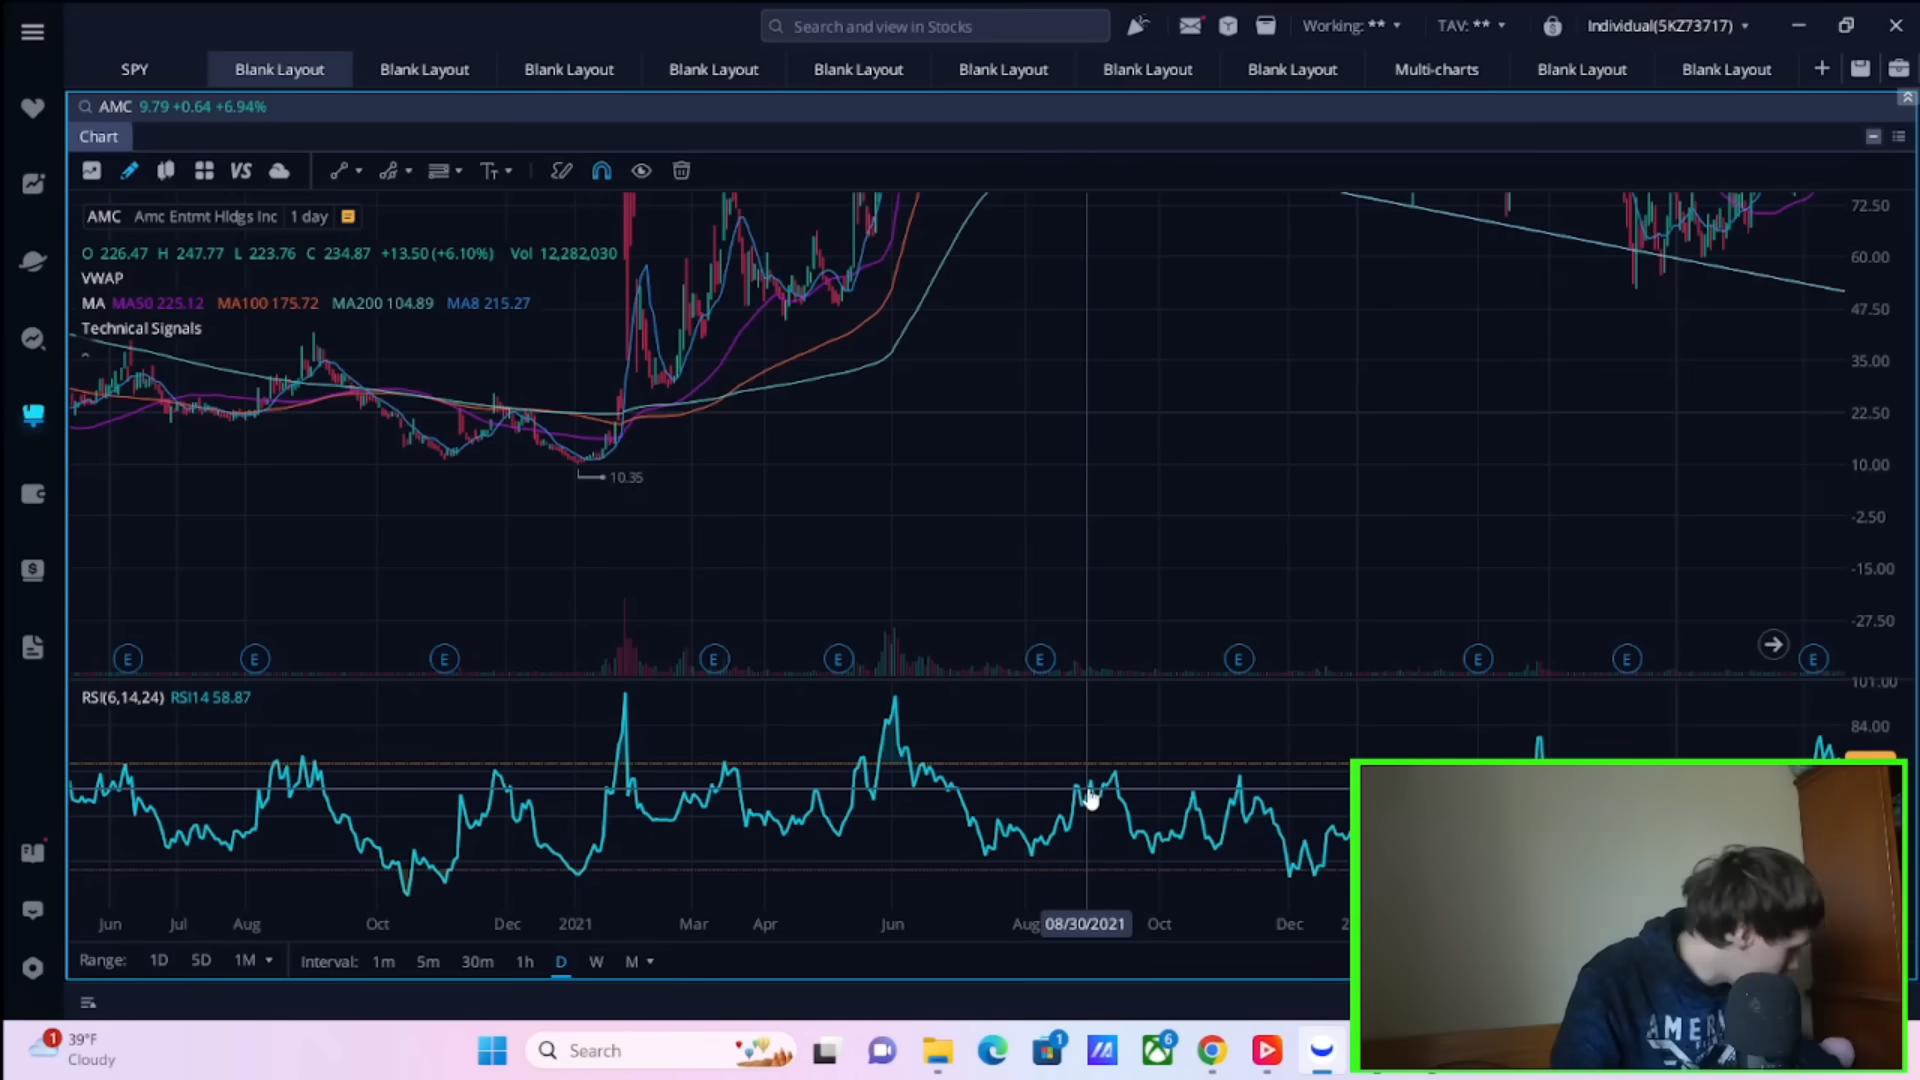 Search and view in Stocks
Working: **
TAV: **
Individual(5KZ73717)
SPY
Blank Layout
Blank Layout
Blank Layout
Blank Layout
Blank Layout
Blank Layout
Blank Layout
Blank Layout
Multi-charts
Blank Layout
Blank Layout
AMC 9.79 +0.64 +6.94%
Chart
VS
Tт
AMC Amc Entmt Hldgs Inc 1 day
O 226.47 H 247.77 L 223.76 C 234.87 +13.50 (+6.10%) Vol 12,282,030
VWAP
MA MA50 225.12 MA100 175.72 MA200 104.89 MA8 215.27
Technical Signals
72.50
60.00
47.50
35.00
22.50
10.00
-2.50
-15.00
-27.50
10.35
E E E E E E E E E E
RSI(6,14,24) RSI14 58.87
101.00
84.00
Jun Jul Aug Oct Dec 2021 Mar Apr Jun Aug 08/30/2021 Oct Dec 2
Range: 1D 5D 1M Interval: 1m 5m 30m 1h D W M
1
39°F
Cloudy
Search
1
6
AMER